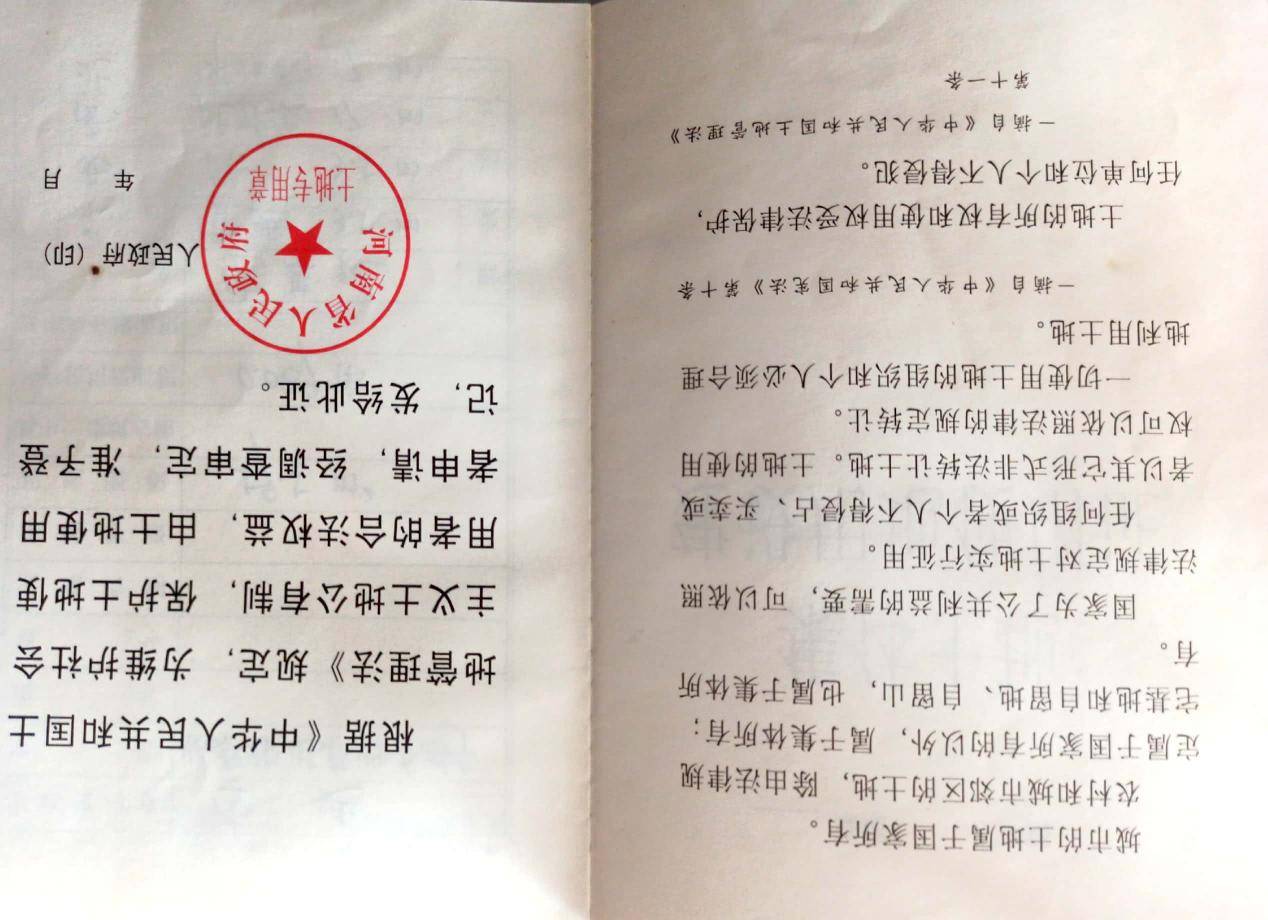 城市的土地属于国家所有。
农村和城市郊区的土地,除由法律规
定属于国家所有的以外,属于集体所有;
宅基地和自留地、自留山,也属于集体所
有。
国家为了公共利益的需要,可以依照
法律规定对土地实行征用。
任何组织或者个人不得侵占、买卖或
者以其它形式非法转让土地。土地的使用
权可以依照法律的规定转让。
一切使用土地的组织和个人必须合理
地利用土地。
—摘自《中华人民共和国宪法》第十条
土地的所有权和使用权受法律保护,
任何单位和个人不得侵犯。
—摘自《中华人民共和国土地管理法》
第十一条
根据《中华人民共和国土
地管理法》规定,为维护社会
主义土地公有制,保护土地使
用者的合法权益,由土地使用
者申请,经调查审定,准予登
记,发给此证。
河南省人民政府
土地专用章
人民政府(印)
年 月